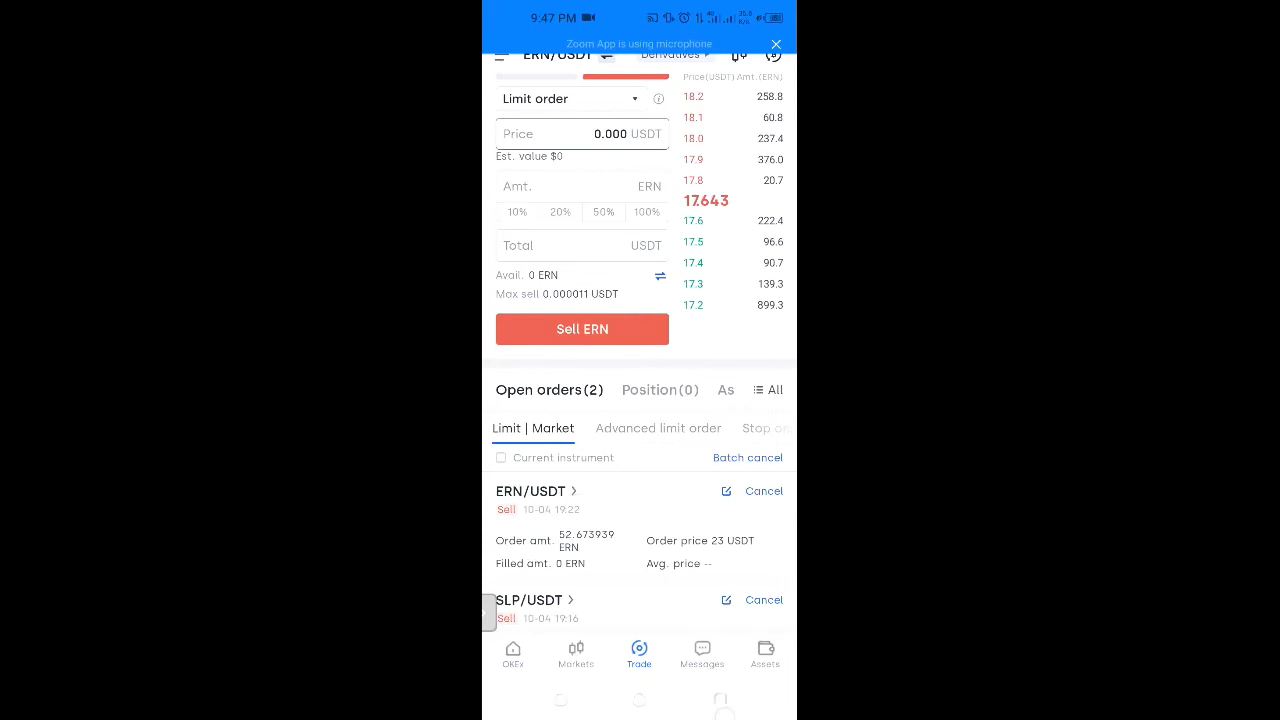 9:47 PM 4G 35.8 K/s
Zoom App is using microphone
ERN/USDT Derivatives
Price(USDT) Amt.(ERN)
Limit order
18.2 258.8
18.1 60.8
Price 0.000 USDT
18.0 237.4
Est. value $0
17.9 376.0
17.8 20.7
Amt. ERN
17.643
10% 20% 50% 100%
17.6 222.4
Total USDT
17.5 96.6
17.4 90.7
Avail. 0 ERN
17.3 139.3
Max sell 0.000011 USDT
17.2 899.3
Sell ERN
Open orders(2) Position(0) As All
Limit | Market Advanced limit order Stop or
Current instrument Batch cancel
ERN/USDT Cancel
Sell 10-04 19:22
Order amt. 52.673939 ERN Order price 23 USDT
Filled amt. 0 ERN Avg. price --
SLP/USDT Cancel
Sell 10-04 19:16
OKEx Markets Trade Messages Assets